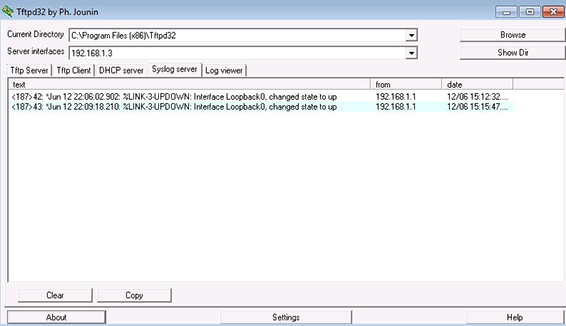 Tftpd32 by Ph. Jounin
Current Directory C:\Program Files (x86)\Tftpd32 Browse
Server interfaces 192.168.1.3 Show Dir
Tftp Server Tftp Client DHCP server Syslog server Log viewer
text from date
<187>42: *Jun 12 22:06:02.902: %LINK-3-UPDOWN: Interface Loopback0, changed state to up 192.168.1.1 12/06 15:12:32....
<187>43: *Jun 12 22:09:18.210: %LINK-3-UPDOWN: Interface Loopback0, changed state to up 192.168.1.1 12/06 15:15:47....
Clear Copy
About Settings Help